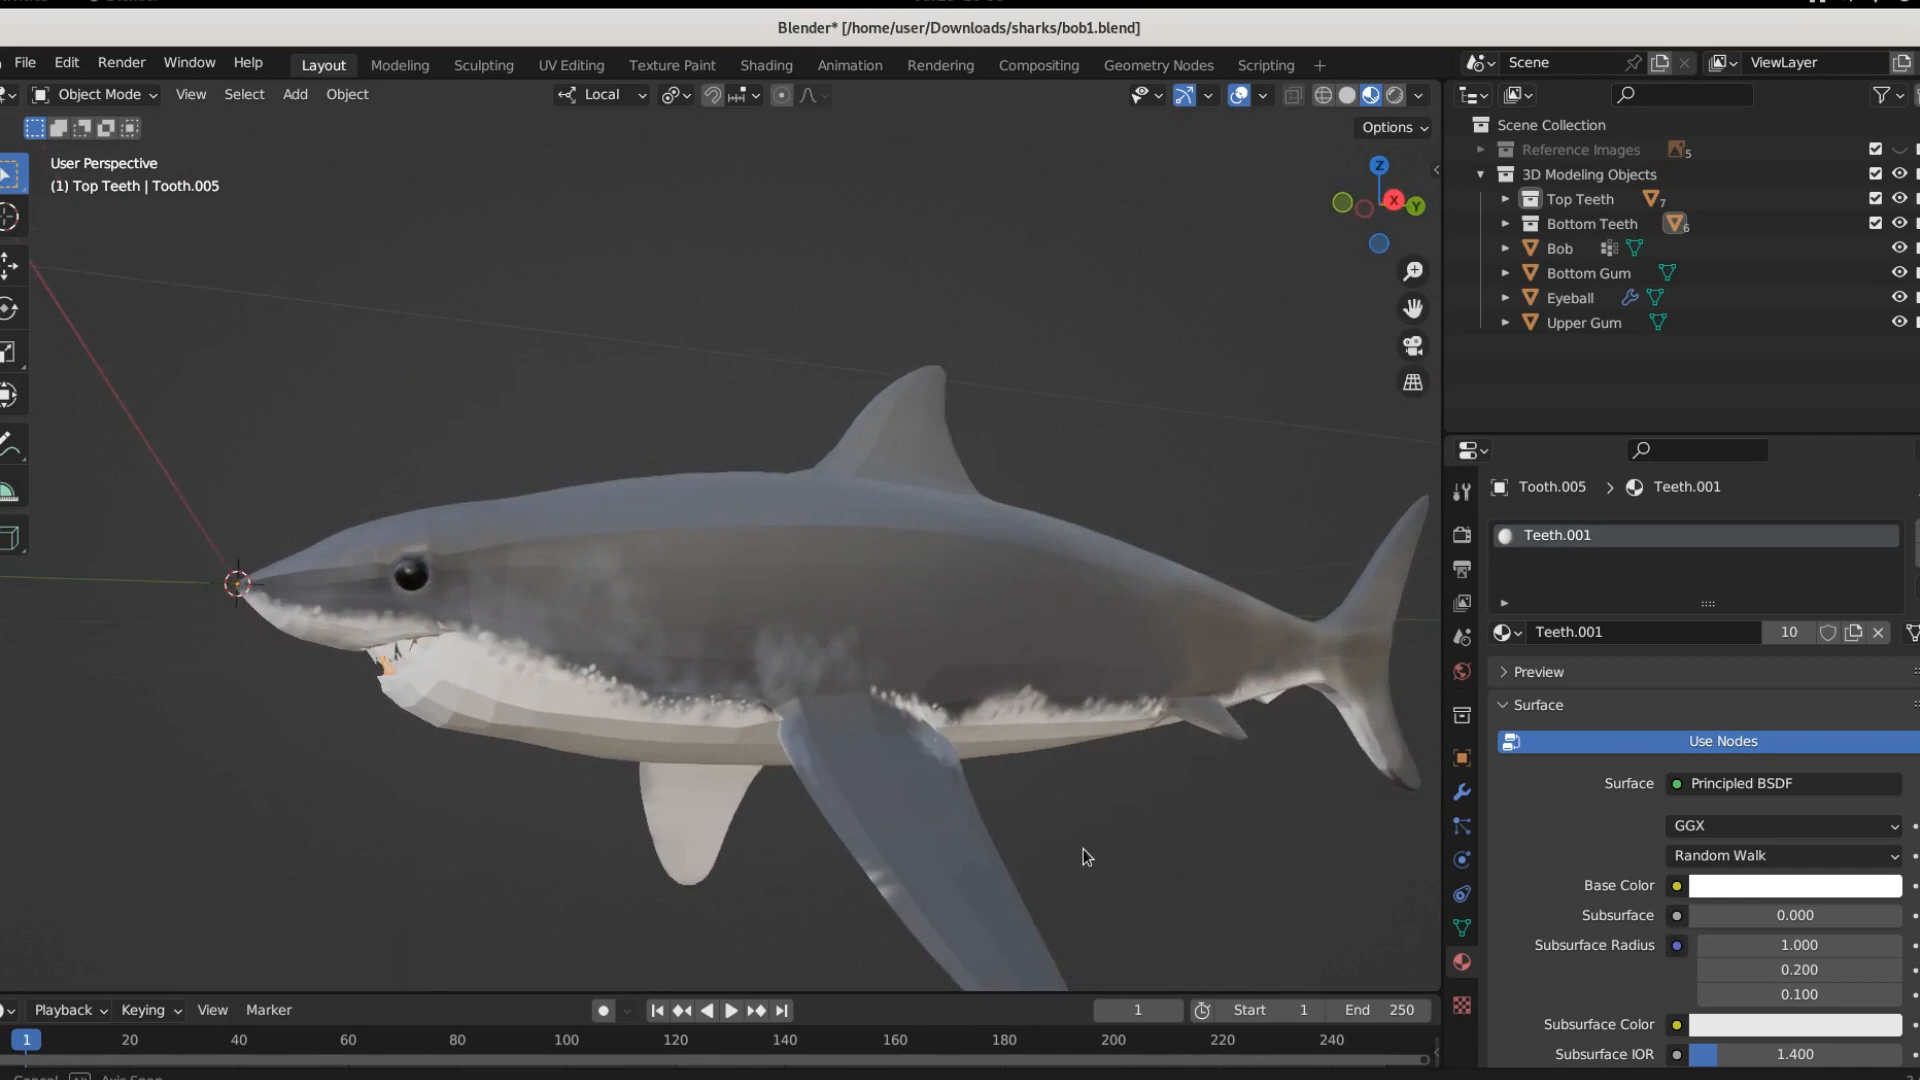 Blender* [/home/user/Downloads/sharks/bob1.blend]
File Edit Render Window Help Layout Modeling Sculpting UV Editing Texture Paint Shading Animation Rendering Compositing Geometry Nodes Scripting + Scene ViewLayer
Object Mode View Select Add Object Local
Options
User Perspective
(1) Top Teeth | Tooth.005
Z
X
Y
Scene Collection
Reference Images 5
3D Modeling Objects
Top Teeth 7
Bottom Teeth 6
Bob
Bottom Gum
Eyeball
Upper Gum
Tooth.005 > Teeth.001
Teeth.001
Teeth.001 10
Preview
Surface
Use Nodes
Surface Principled BSDF
GGX
Random Walk
Base Color
Subsurface 0.000
Subsurface Radius 1.000
0.200
0.100
Subsurface Color
Subsurface IOR 1.400
Playback Keying View Marker 1 Start 1 End 250
1 20 40 60 80 100 120 140 160 180 200 220 240